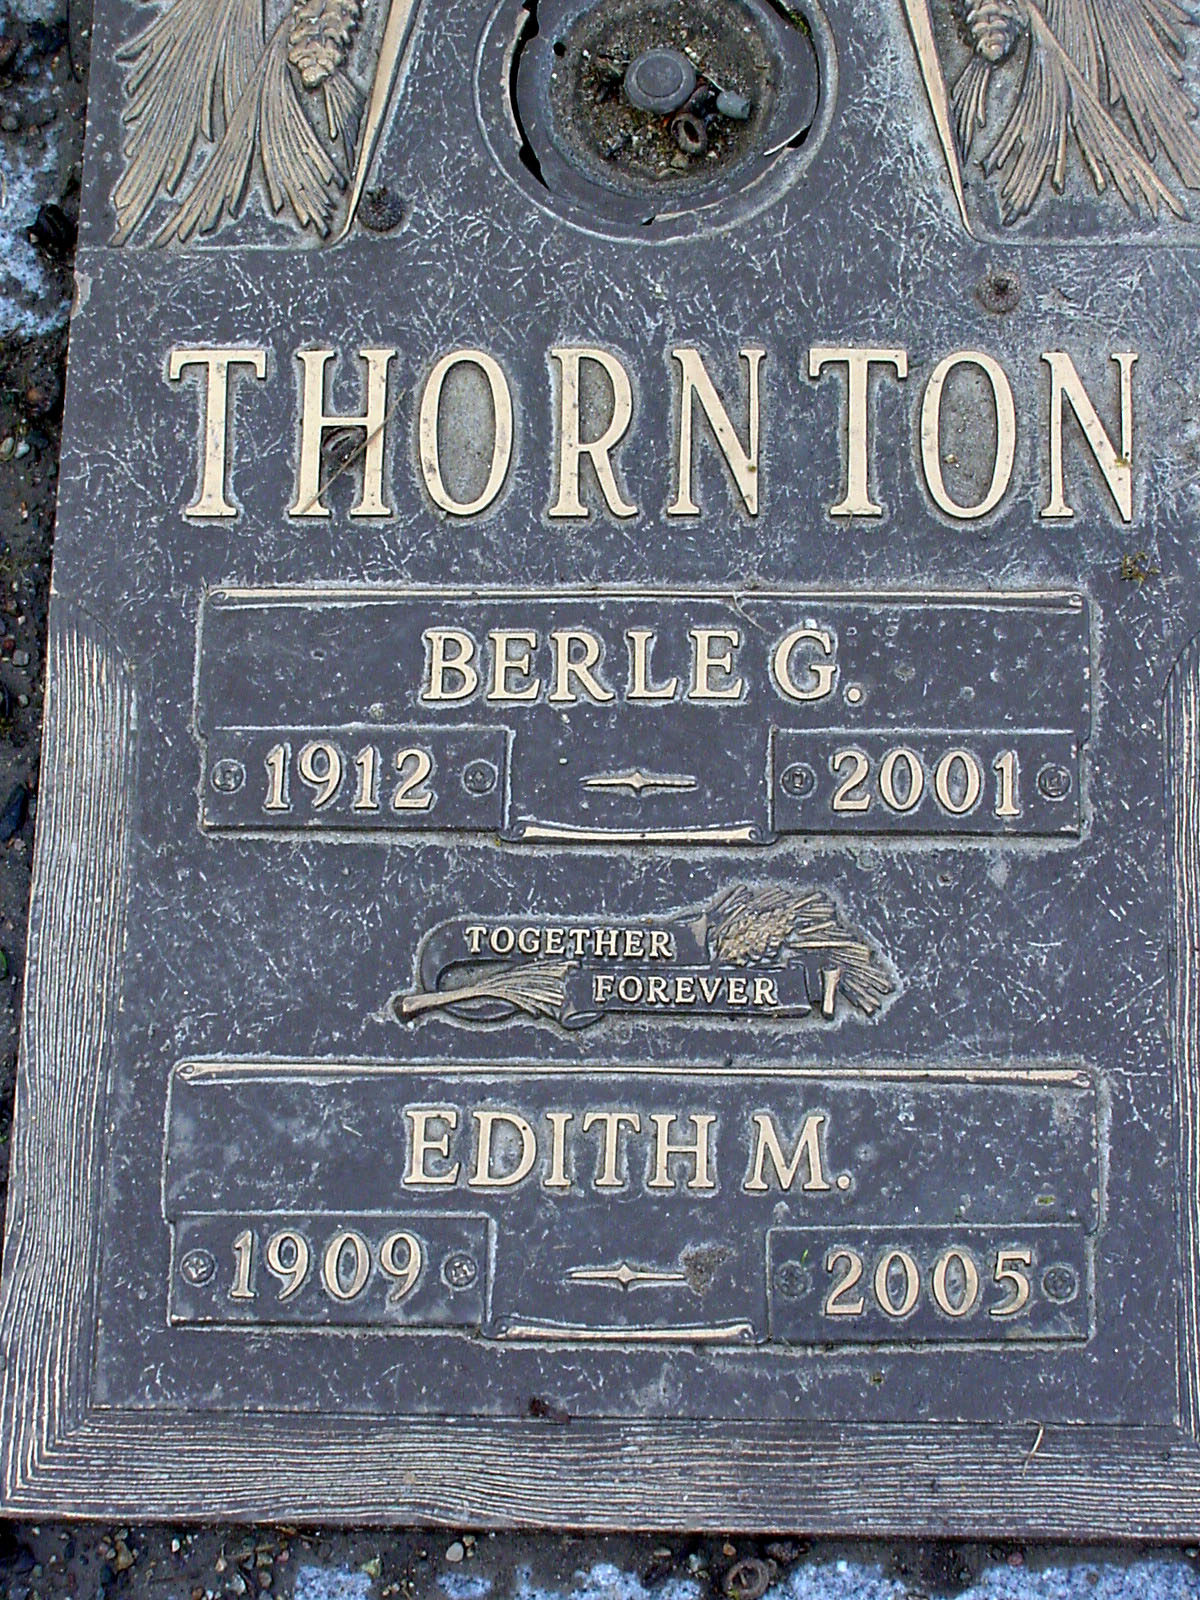 THORNTON
BERLE G.
1912 2001
TOGETHER
FOREVER
EDITH M.
1909 2005